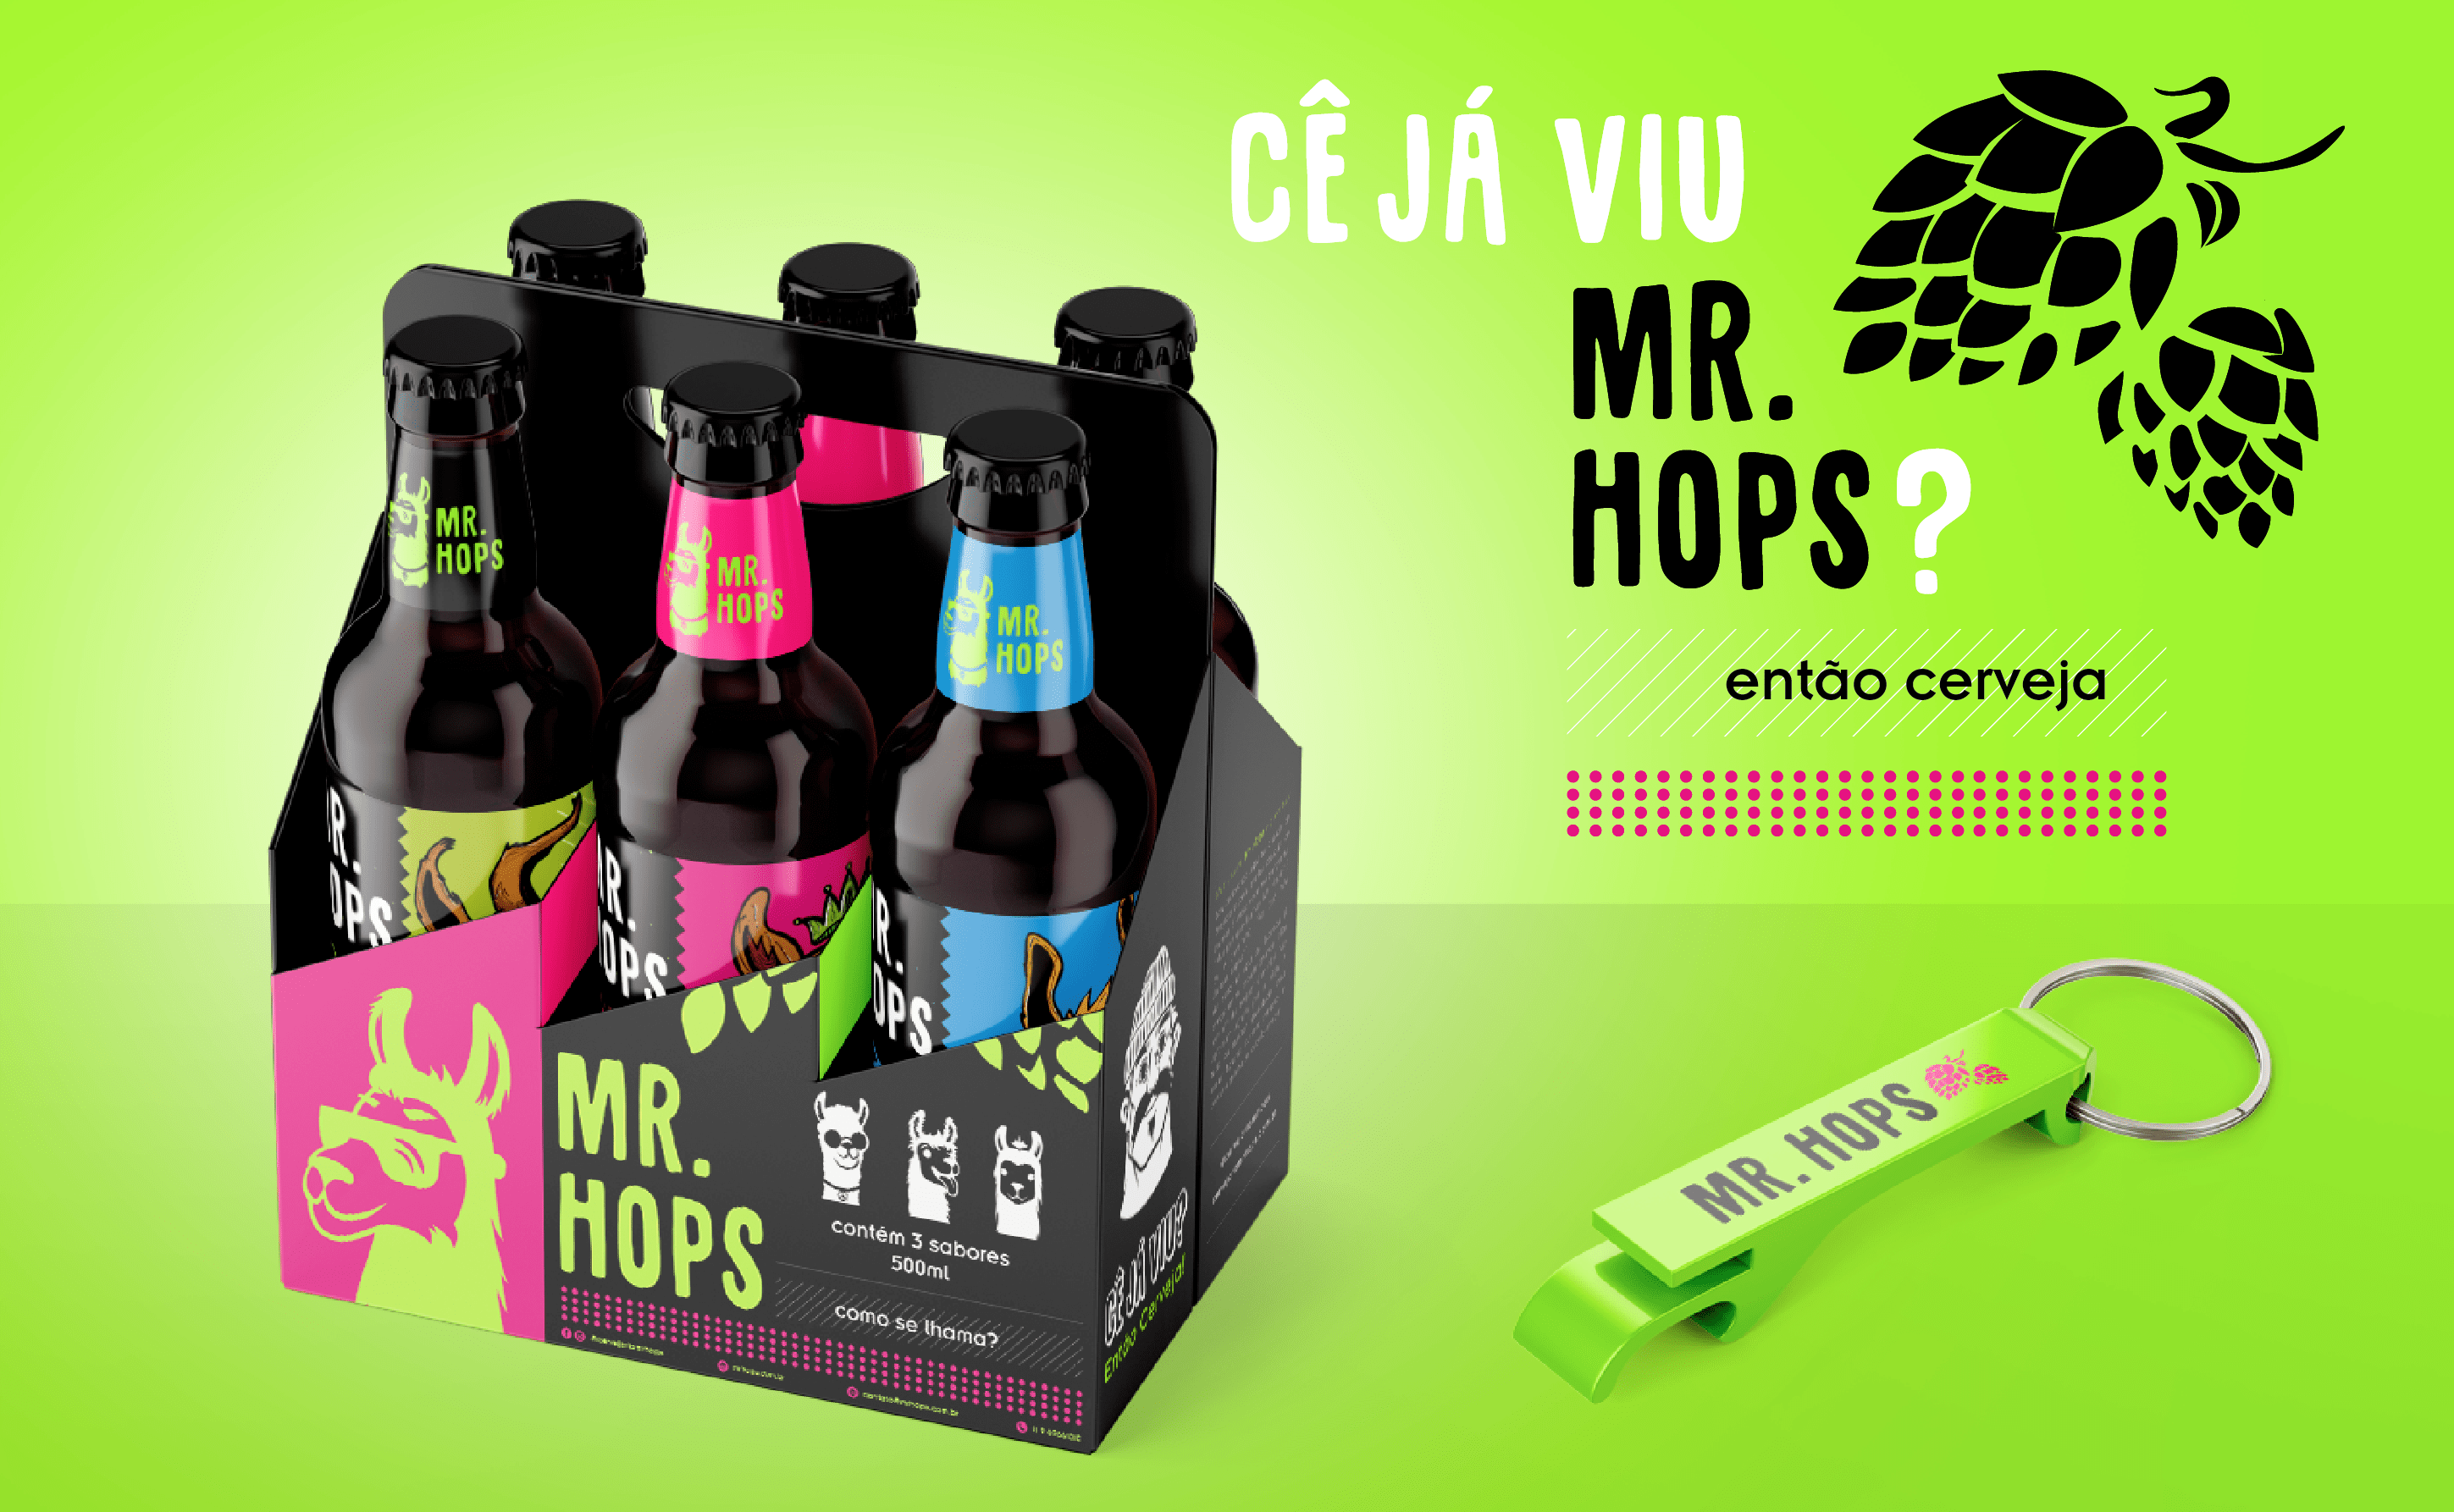 CÊ JÁ VIU
MR.
HOPS?
então cerveja
MR.
HOPS
MR.
HOPS
MR.
HOPS
MR.
HOPS
contém 3 sabores
500ml
como se lhama?
CÊ JÁ VIU?
Então Cerveja!
MR. HOPS